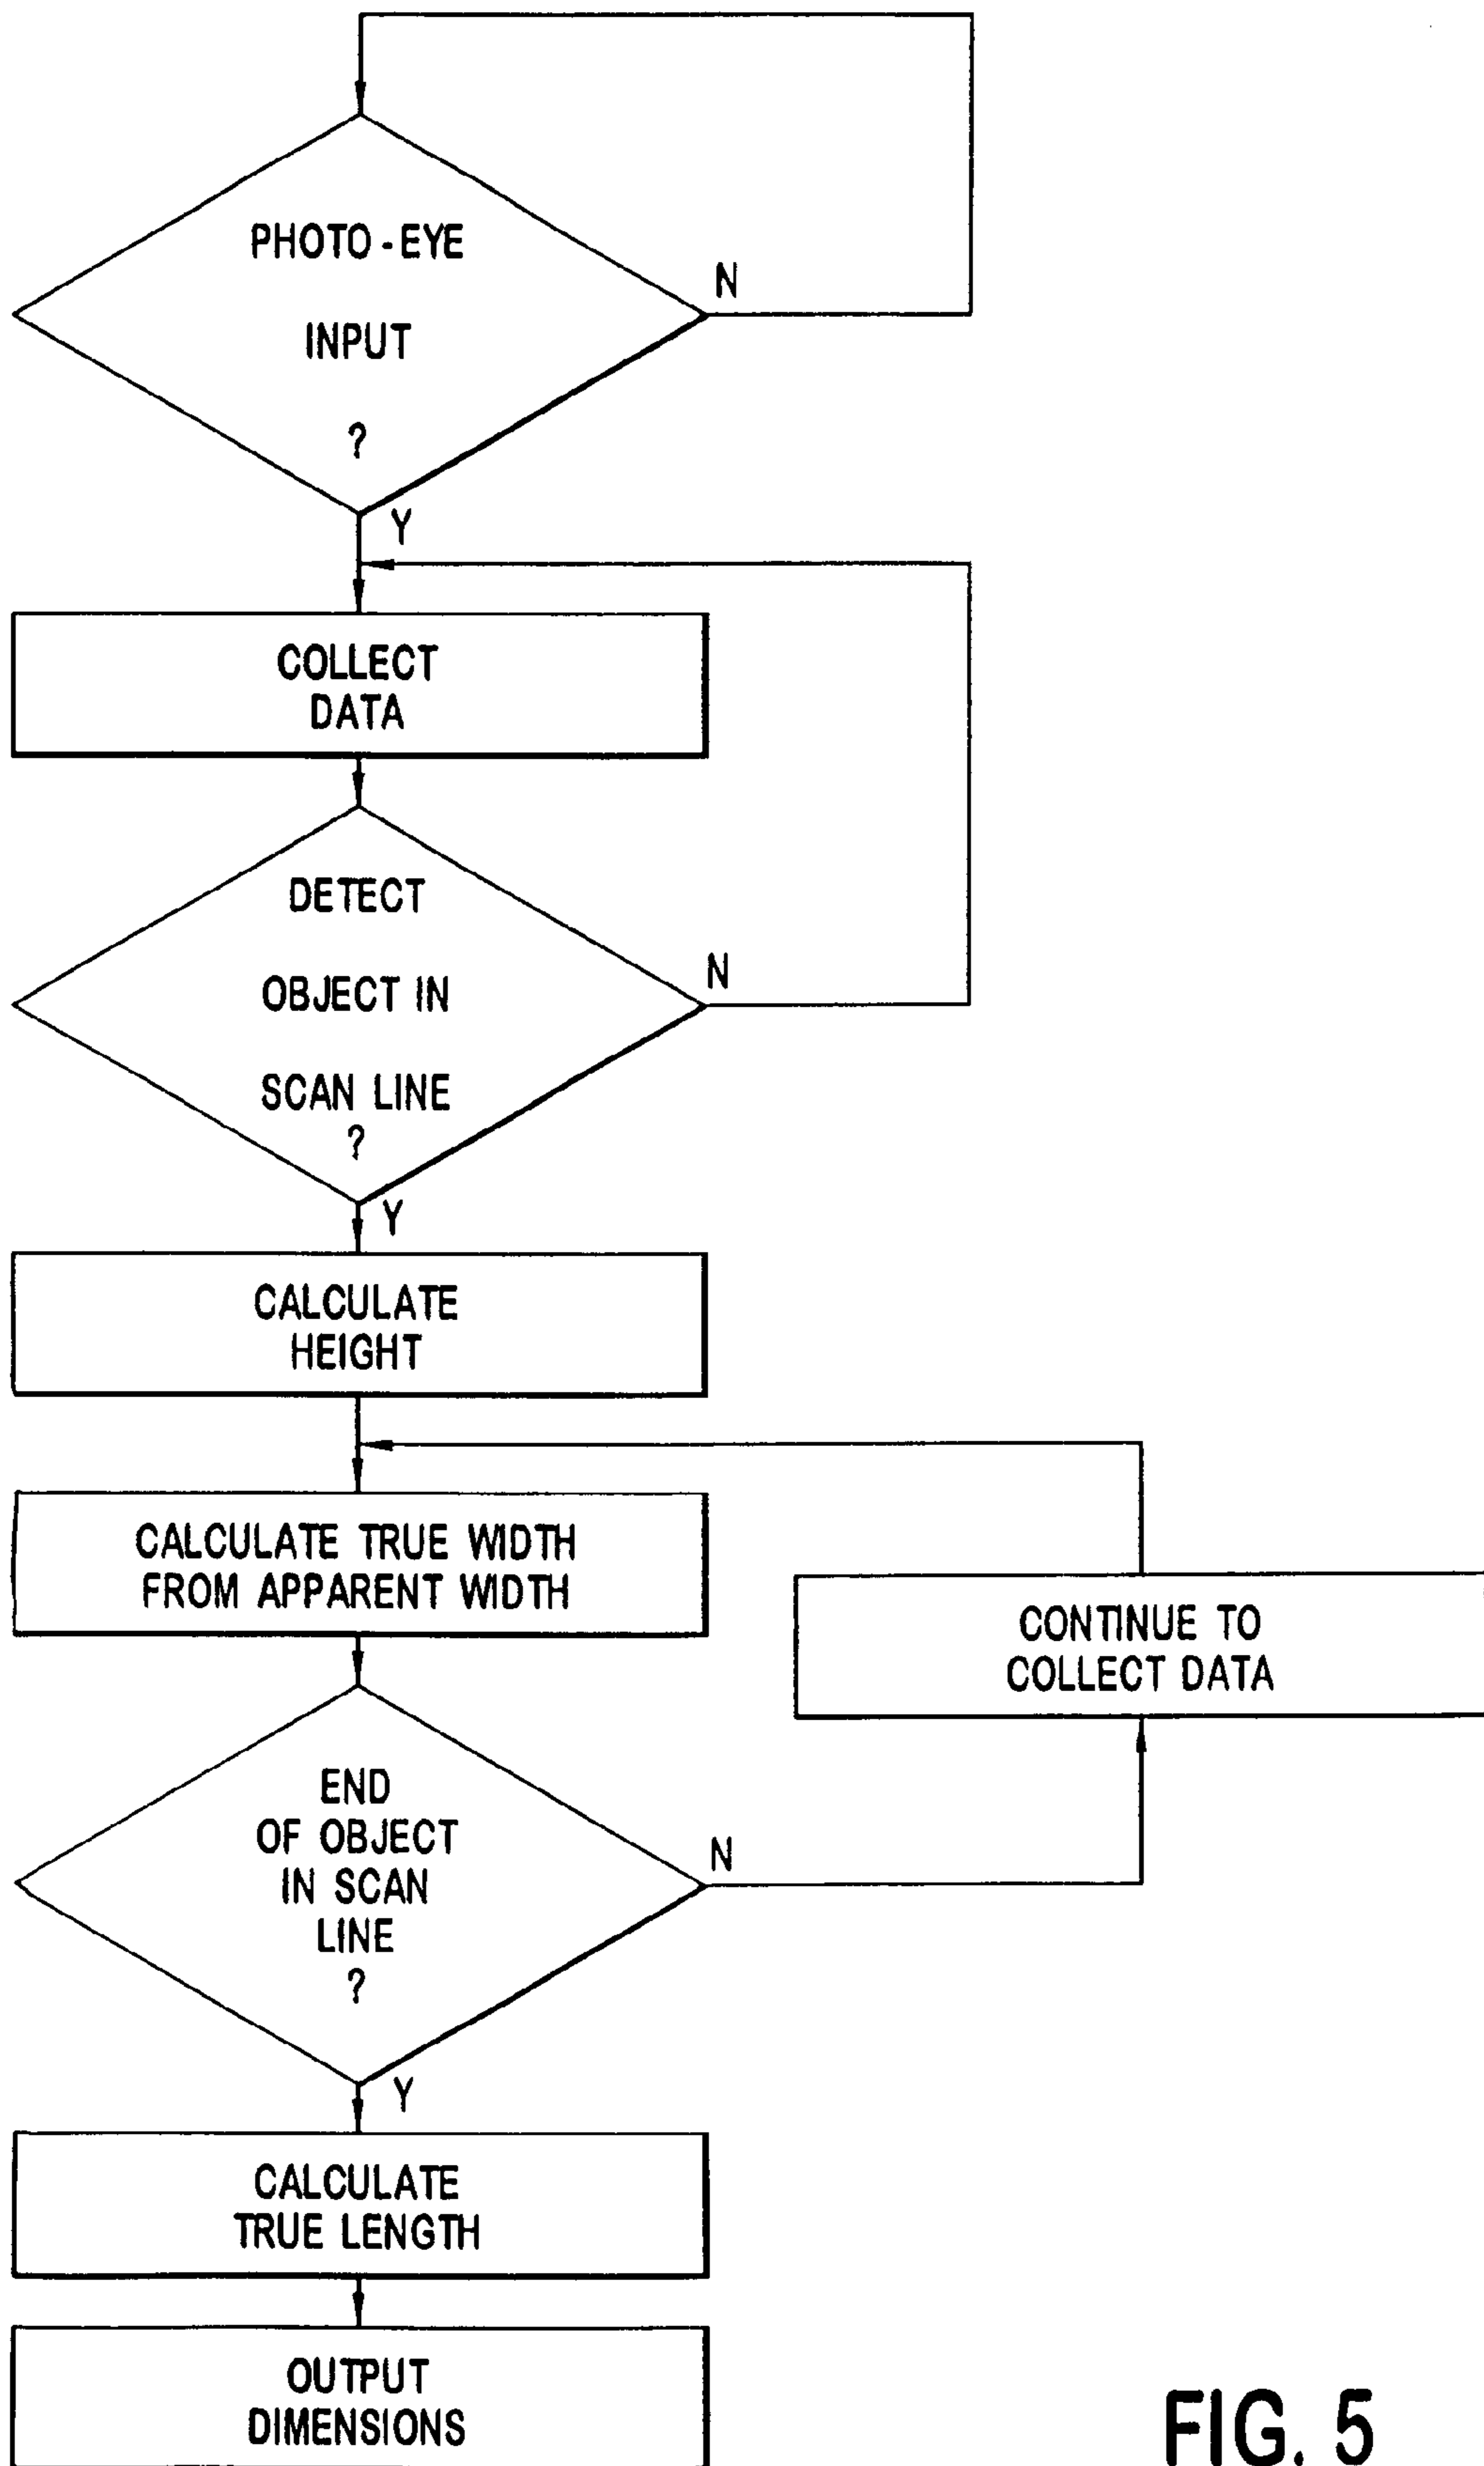 PHOTO-EYE
INPUT
?
N
Y
COLLECT
DATA
DETECT
OBJECT IN
SCAN LINE
?
N
Y
CALCULATE
HEIGHT
CALCULATE TRUE WIDTH
FROM APPARENT WIDTH
CONTINUE TO
COLLECT DATA
END
OF OBJECT
IN SCAN
LINE
?
N
Y
CALCULATE
TRUE LENGTH
OUTPUT
DIMENSIONS
FIG. 5